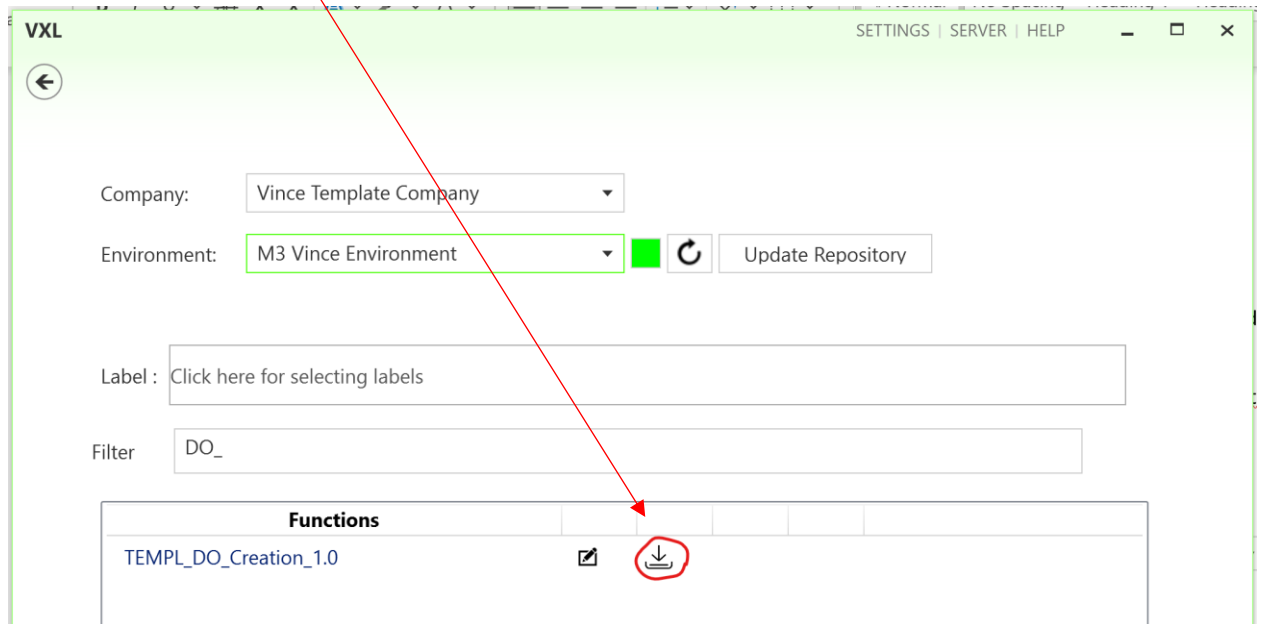 VXL SETTINGS | SERVER | HELP
Company: Vince Template Company
Environment: M3 Vince Environment Update Repository
Label : Click here for selecting labels
Filter DO_
Functions
TEMPL_DO_Creation_1.0